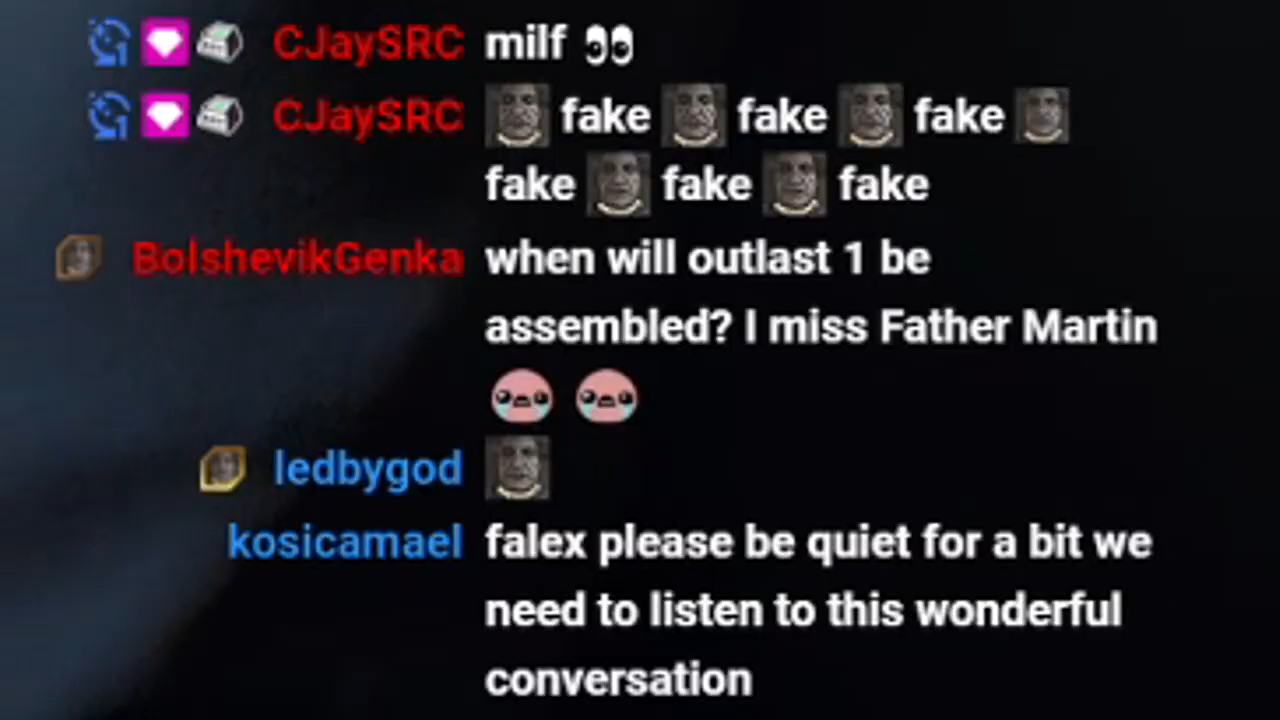 CJaySRC milf 👀
CJaySRC fake fake fake
fake fake fake
BolshevikGenka when will outlast 1 be
assembled? I miss Father Martin
ledbygod
kosicamael falex please be quiet for a bit we
need to listen to this wonderful
conversation